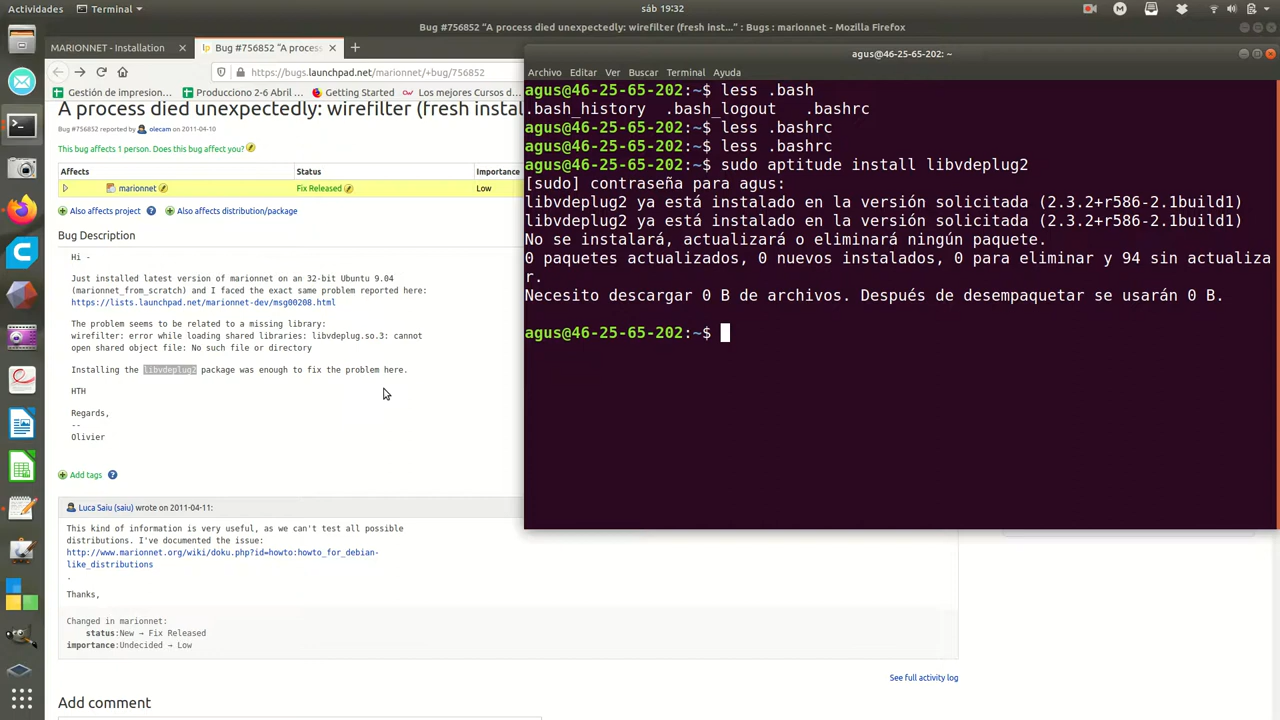 Actividades
Terminal
sáb 19:32
Bug #756852 “A process died unexpectedly: wirefilter (fresh inst…” : Bugs : marionnet - Mozilla Firefox
MARIONNET - Installation
Bug #756852 “A process
https://bugs.launchpad.net/marionnet/+bug/756852
Gestión de impresion…
Producciono 2-6 Abril …
Getting Started
Los mejores Cursos d…
A process died unexpectedly: wirefilter (fresh instal
Bug #756852 reported by olecam on 2011-04-10
This bug affects 1 person. Does this bug affect you?
Affects
Status
Importance
marionnet
Fix Released
Low
Also affects project
Also affects distribution/package
Bug Description
Hi -
Just installed latest version of marionnet on an 32-bit Ubuntu 9.04
(marionnet_from_scratch) and I faced the exact same problem reported here:
https://lists.launchpad.net/marionnet-dev/msg00208.html
The problem seems to be related to a missing library:
wirefilter: error while loading shared libraries: libvdeplug.so.3: cannot
open shared object file: No such file or directory
Installing the libvdeplug2 package was enough to fix the problem here.
HTH
Regards,
--
Olivier
Add tags
Luca Saiu (saiu) wrote on 2011-04-11:
This kind of information is very useful, as we can't test all possible
distributions. I've documented the issue:
http://www.marionnet.org/wiki/doku.php?id=howto:howto_for_debian-
like_distributions
.
Thanks,
Changed in marionnet:
status:New → Fix Released
importance:Undecided → Low
See full activity log
Add comment
agus@46-25-65-202: ~
Archivo Editar Ver Buscar Terminal Ayuda
agus@46-25-65-202:~$ less .bash
.bash_history .bash_logout .bashrc
agus@46-25-65-202:~$ less .bashrc
agus@46-25-65-202:~$ less .bashrc
agus@46-25-65-202:~$ sudo aptitude install libvdeplug2
[sudo] contraseña para agus:
libvdeplug2 ya está instalado en la versión solicitada (2.3.2+r586-2.1build1)
libvdeplug2 ya está instalado en la versión solicitada (2.3.2+r586-2.1build1)
No se instalará, actualizará o eliminará ningún paquete.
0 paquetes actualizados, 0 nuevos instalados, 0 para eliminar y 94 sin actualiza
r.
Necesito descargar 0 B de archivos. Después de desempaquetar se usarán 0 B.
agus@46-25-65-202:~$